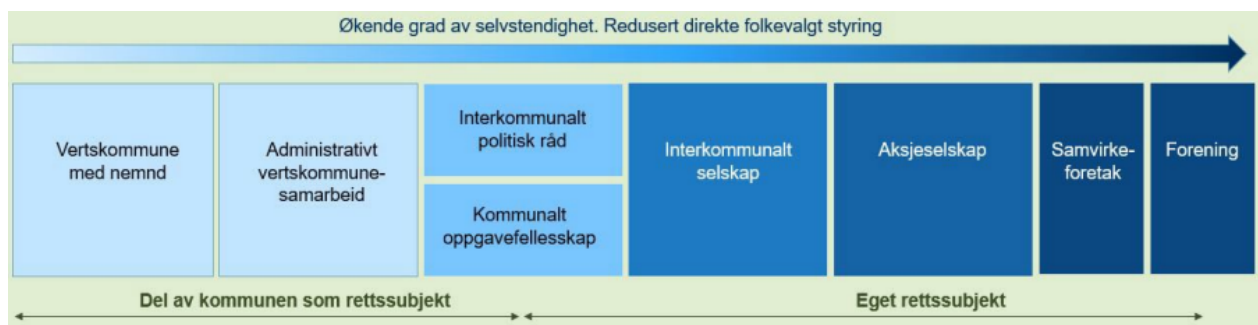 Økende grad av selvstendighet. Redusert direkte folkevalgt styring
Vertskommune
med nemnd
Administrativt
vertskommune-
samarbeid
Interkommunalt
politisk råd
Kommunalt
oppgavefellesskap
Interkommunalt
selskap
Aksjeselskap
Samvirke-
foretak
Forening
Del av kommunen som rettssubjekt
Eget rettssubjekt